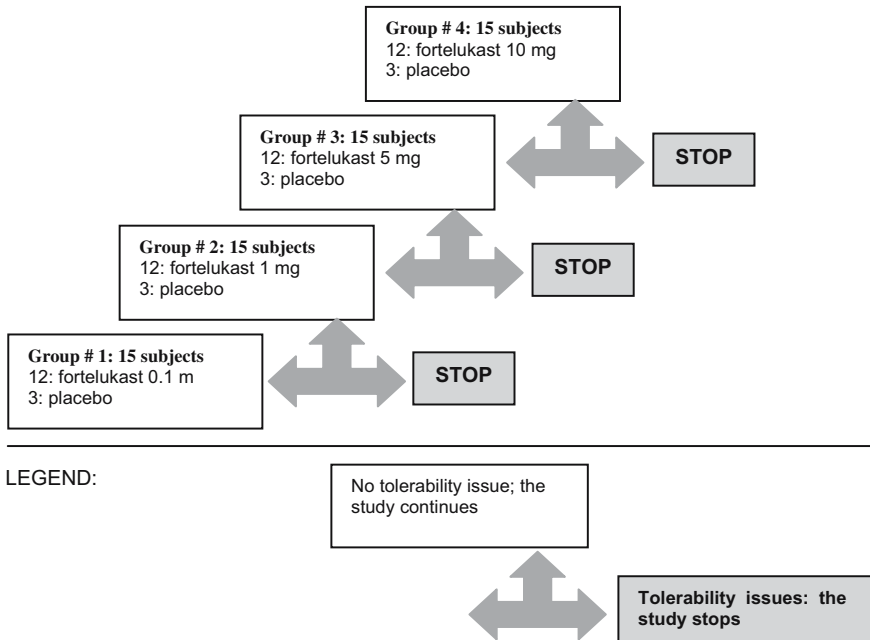 Group # 4: 15 subjects
12: fortelukast 10 mg
3: placebo
Group # 3: 15 subjects
12: fortelukast 5 mg
3: placebo
STOP
Group # 2: 15 subjects
12: fortelukast 1 mg
3: placebo
STOP
Group # 1: 15 subjects
12: fortelukast 0.1 m
3: placebo
STOP
LEGEND:
No tolerability issue; the
study continues
Tolerability issues: the
study stops